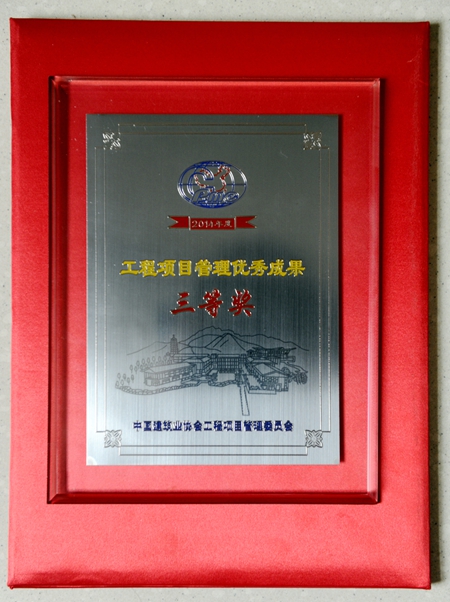 2014年度
工程项目管理优秀成果
三等奖
中国建筑业协会工程项目管理委员会